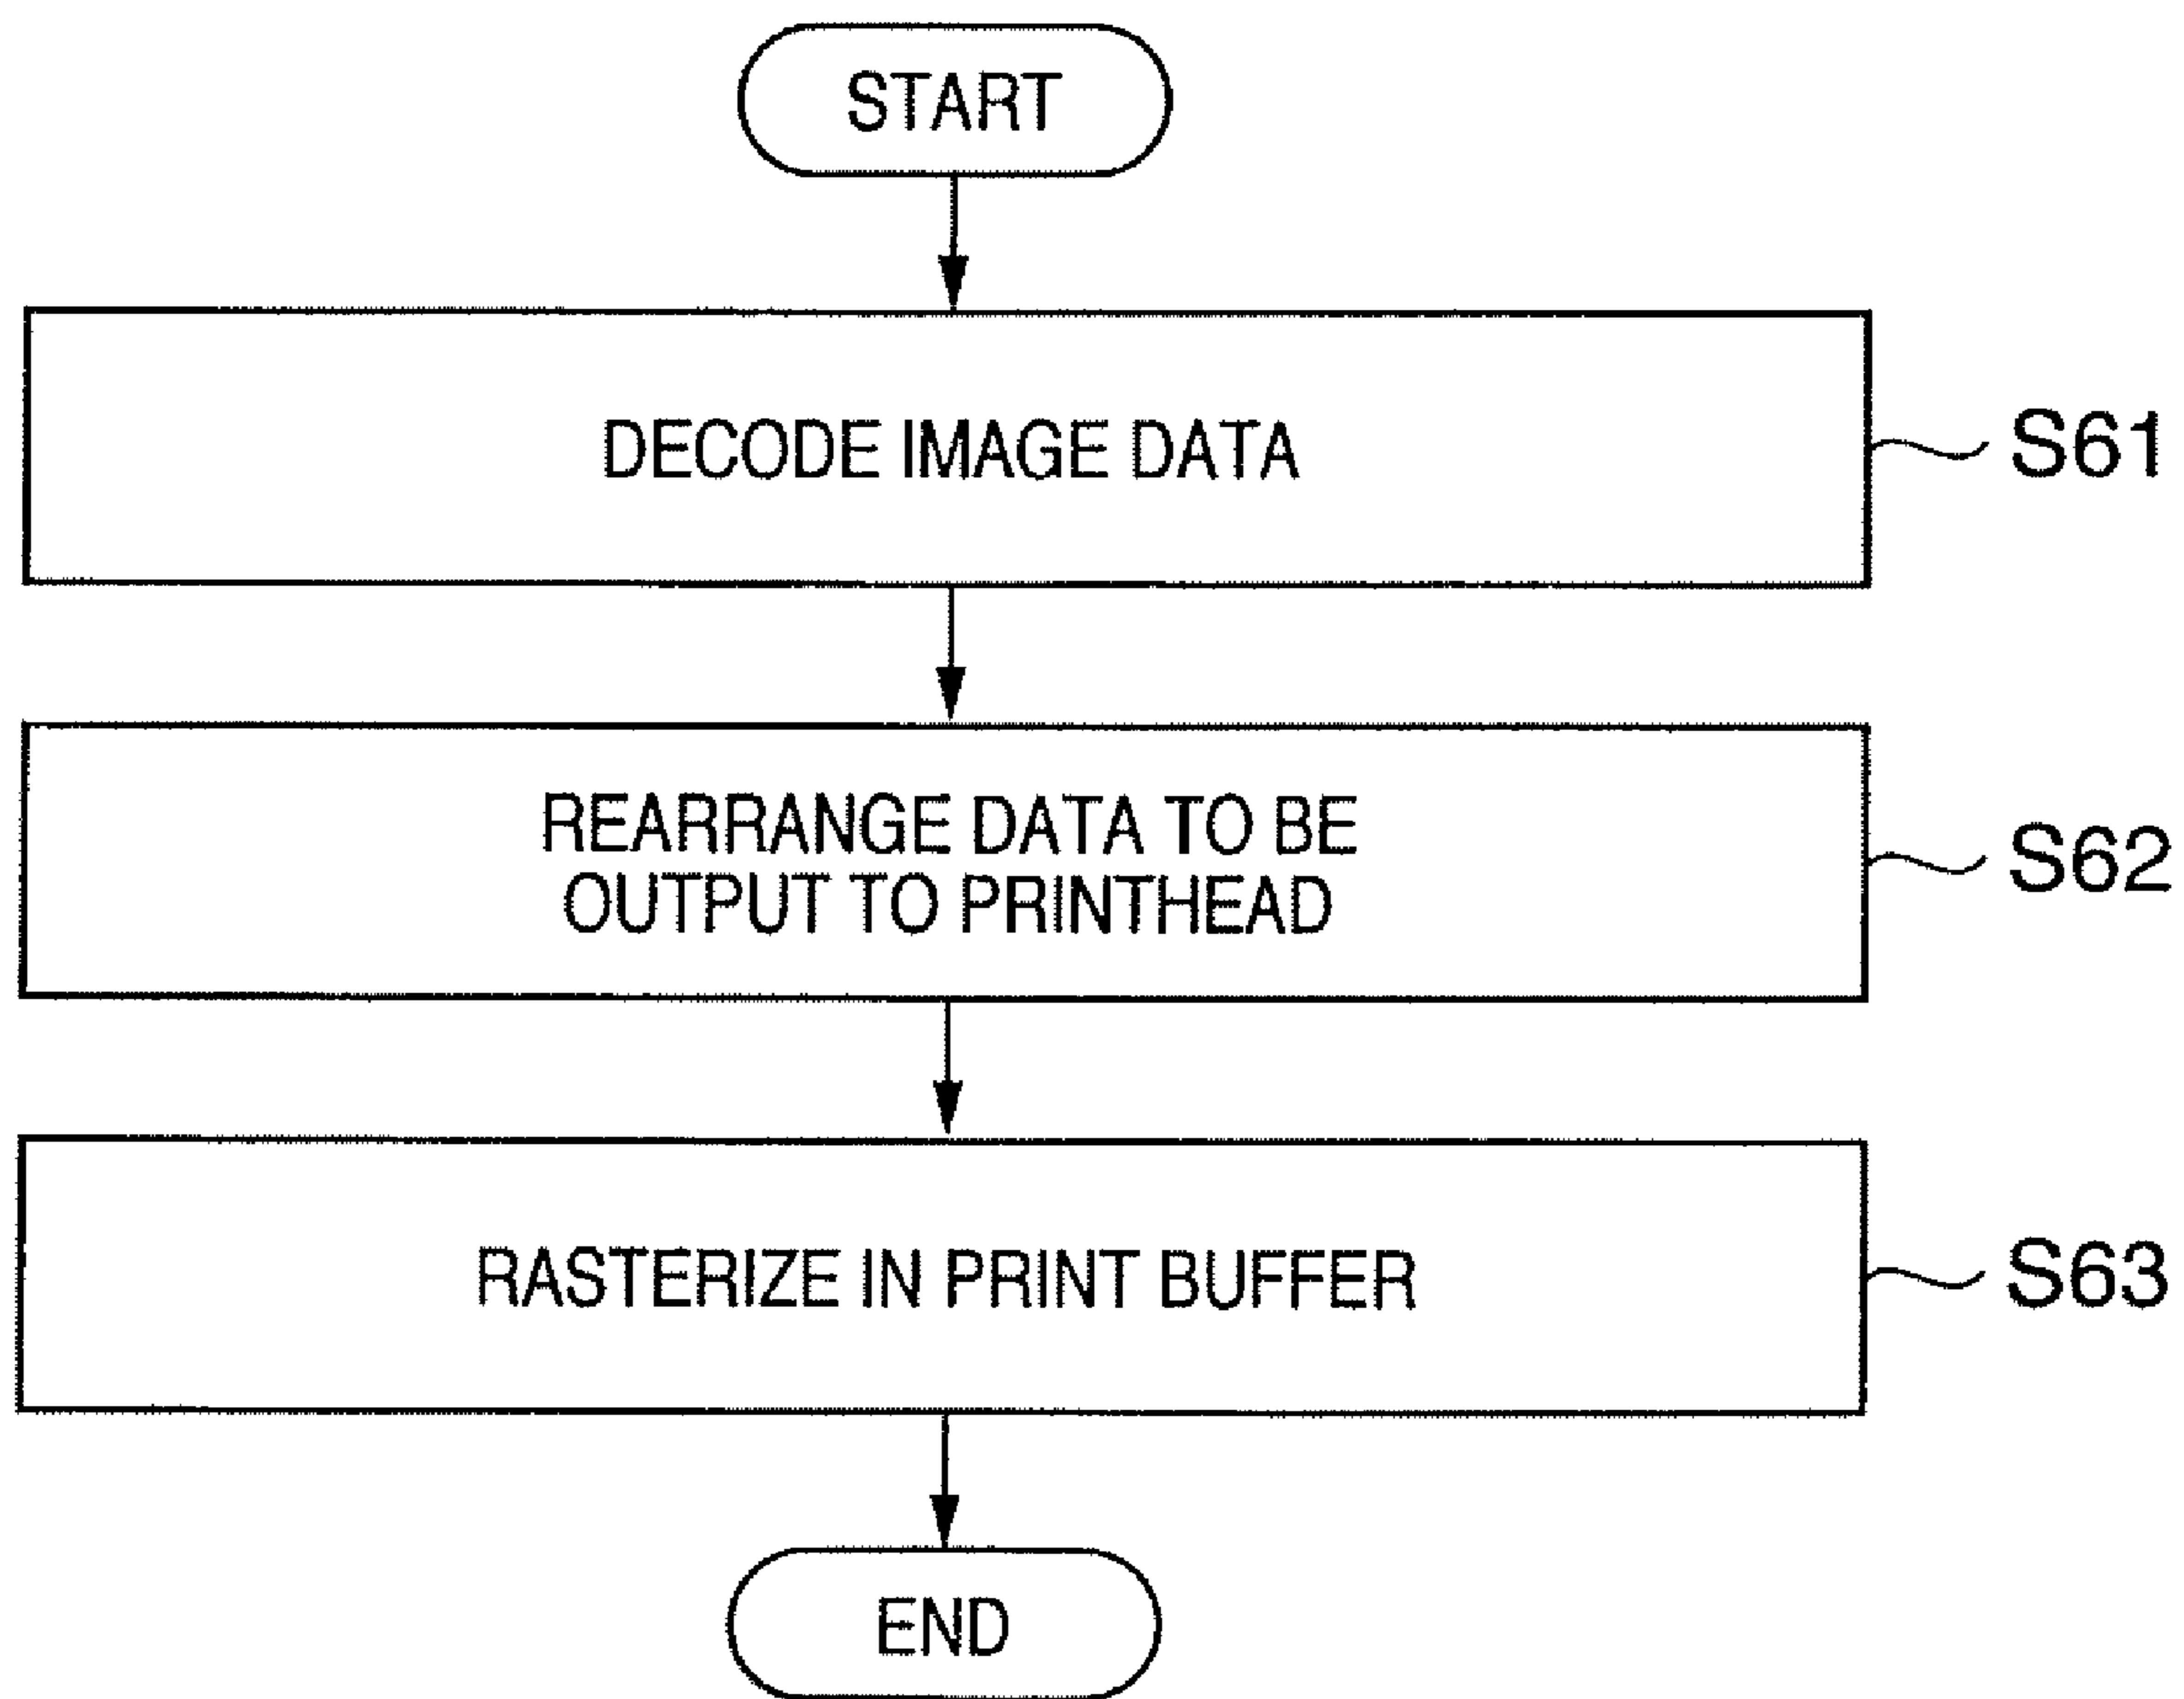 START
DECODE IMAGE DATA
S61
REARRANGE DATA TO BE
OUTPUT TO PRINTHEAD
S62
RASTERIZE IN PRINT BUFFER
S63
END